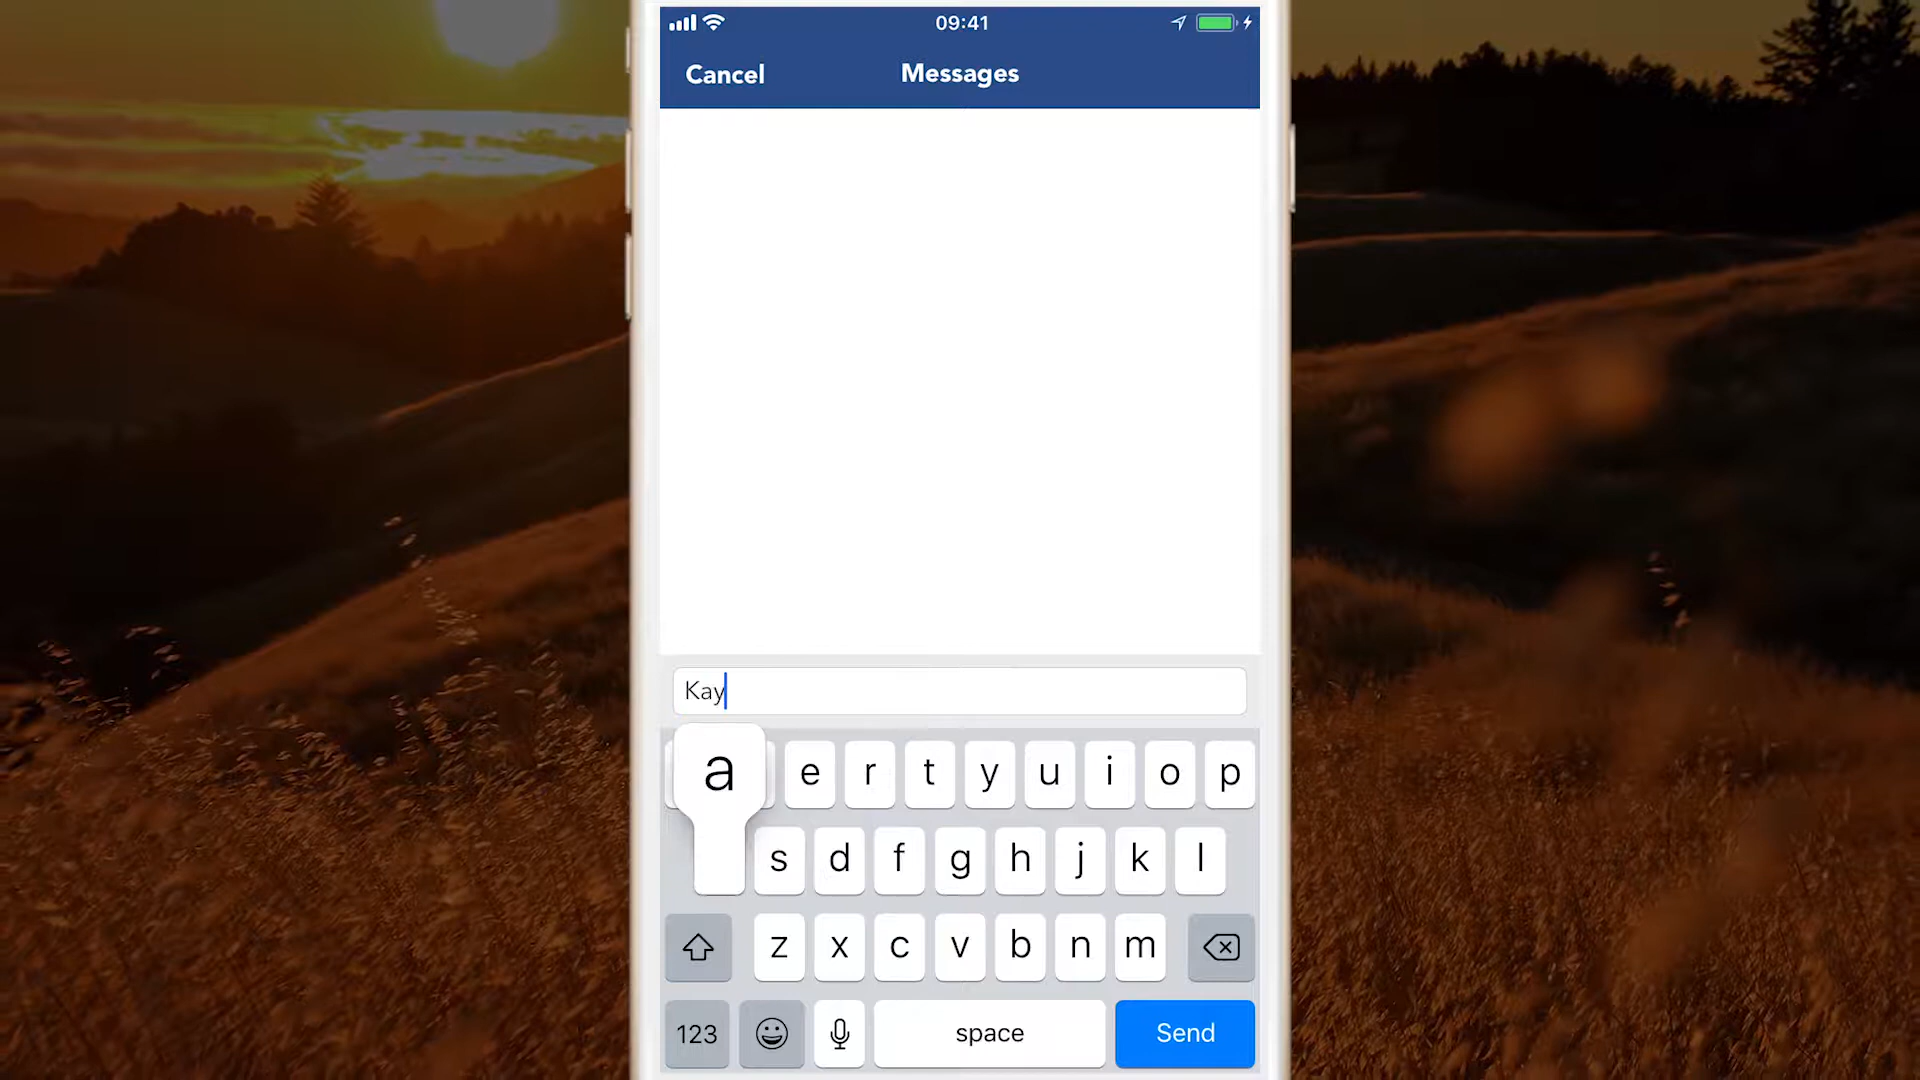 09:41
Cancel Messages
Kay
a e r t y u i o p
s d f g h j k l
z x c v b n m
123 space Send